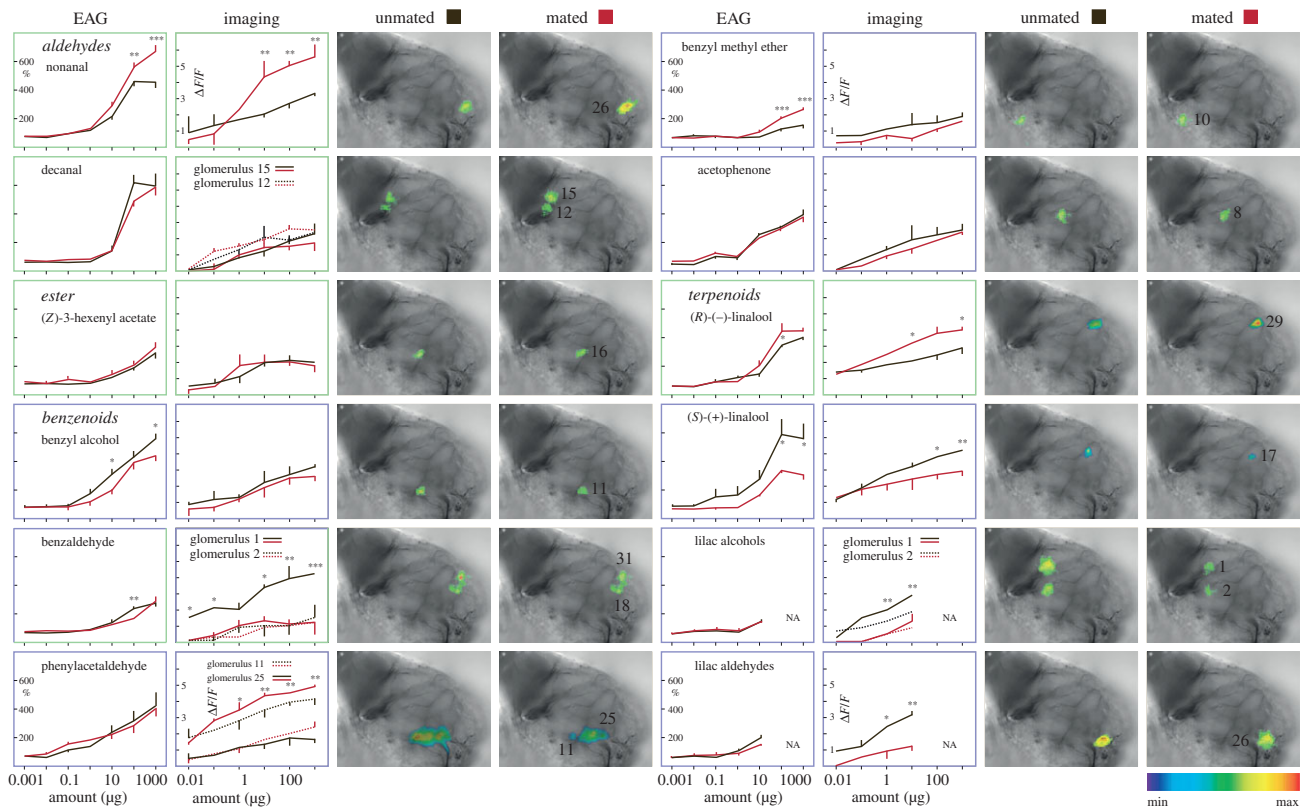 EAG imaging unmated mated EAG imaging unmated mated
aldehydes
nonanal
600
%
400
200
** ***
ΔF/F
5
3
1
** ** **
26
benzyl methyl ether
600
%
400
200
*** ***
ΔF/F
5
3
1
10
decanal
glomerulus 15
glomerulus 12
15
12
acetophenone
8
ester
(Z)-3-hexenyl acetate
16
terpenoids
(R)-(–)-linalool
*
* *
29
benzenoids
benzyl alcohol
* *
11
(S)-(+)-linalool
* *
* **
17
benzaldehyde
**
glomerulus 1
glomerulus 2
* * * ** ***
31
18
lilac alcohols
NA
glomerulus 1
glomerulus 2
** **
NA
1
2
phenylacetaldehyde
600
%
400
200
glomerulus 11
glomerulus 25
ΔF/F
5
3
1
* ** ** **
25
11
lilac aldehydes
600
%
400
200
NA
ΔF/F
5
3
1
* **
NA
26
0.001 0.1 10 1000 0.01 1 100 0.001 0.1 10 1000 0.01 1 100
amount (µg) amount (µg) amount (µg) amount (µg)
min max